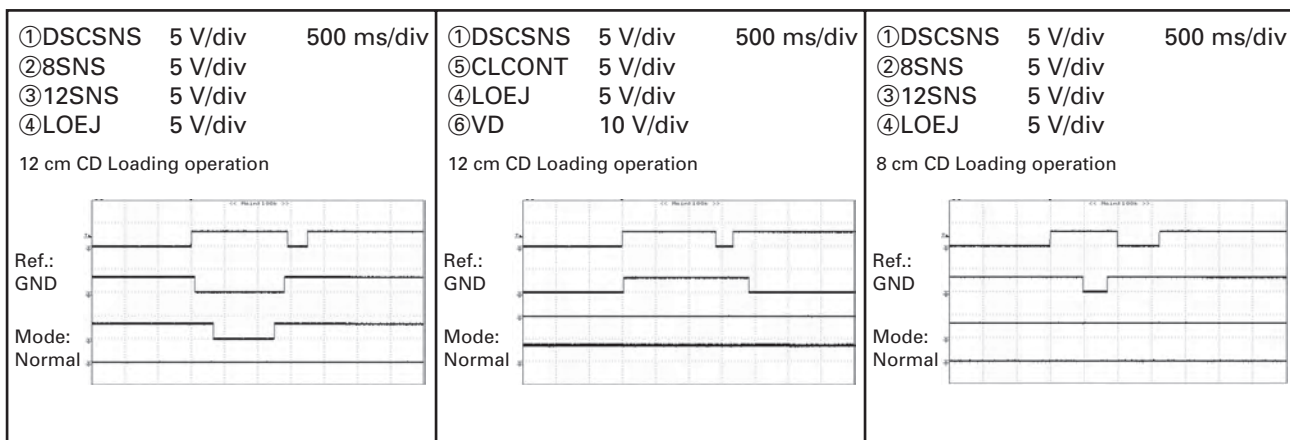 ①DSCSNS 5 V/div 500 ms/div
②8SNS 5 V/div
③12SNS 5 V/div
④LOEJ 5 V/div
12 cm CD Loading operation
Ref.:
GND
Mode:
Normal
①DSCSNS 5 V/div 500 ms/div
⑤CLCONT 5 V/div
④LOEJ 5 V/div
⑥VD 10 V/div
12 cm CD Loading operation
Ref.:
GND
Mode:
Normal
①DSCSNS 5 V/div 500 ms/div
②8SNS 5 V/div
③12SNS 5 V/div
④LOEJ 5 V/div
8 cm CD Loading operation
Ref.:
GND
Mode:
Normal